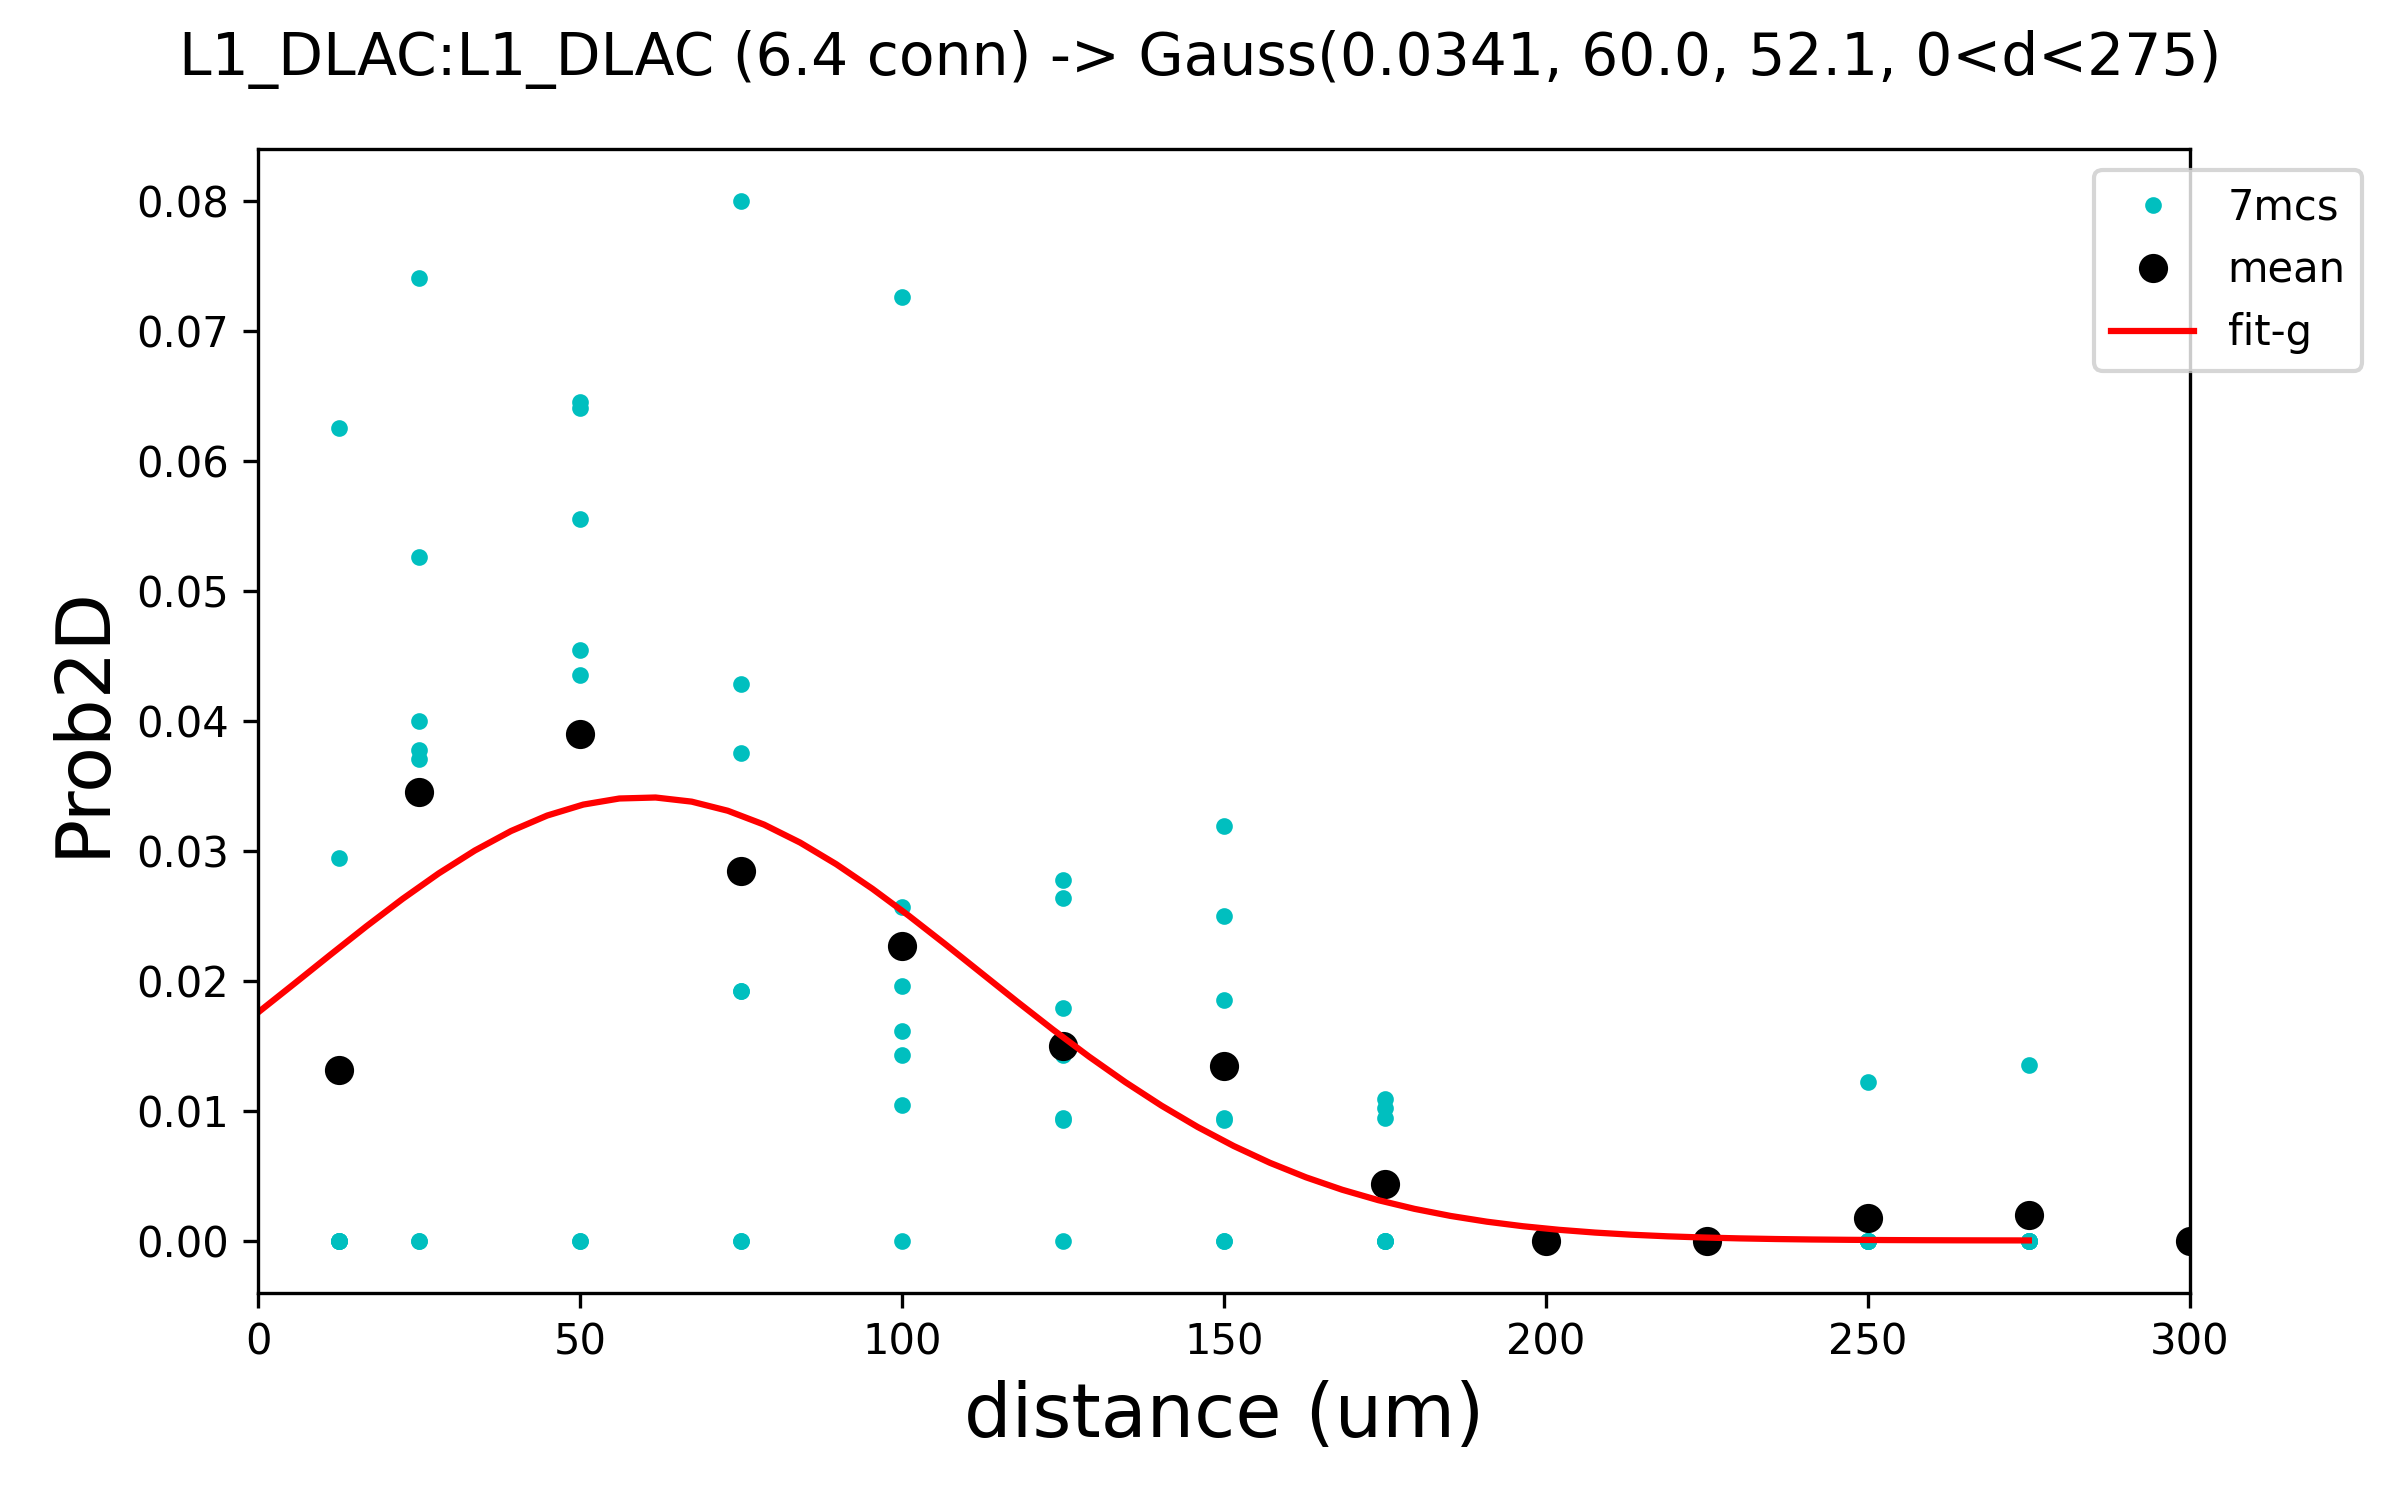 L1_DLAC:L1_DLAC (6.4 conn) -> Gauss(0.0341, 60.0, 52.1, 0<d<275)
7mcs
mean
fit-g
Prob2D
0.08
0.07
0.06
0.05
0.04
0.03
0.02
0.01
0.00
0 50 100 150 200 250 300
distance (um)